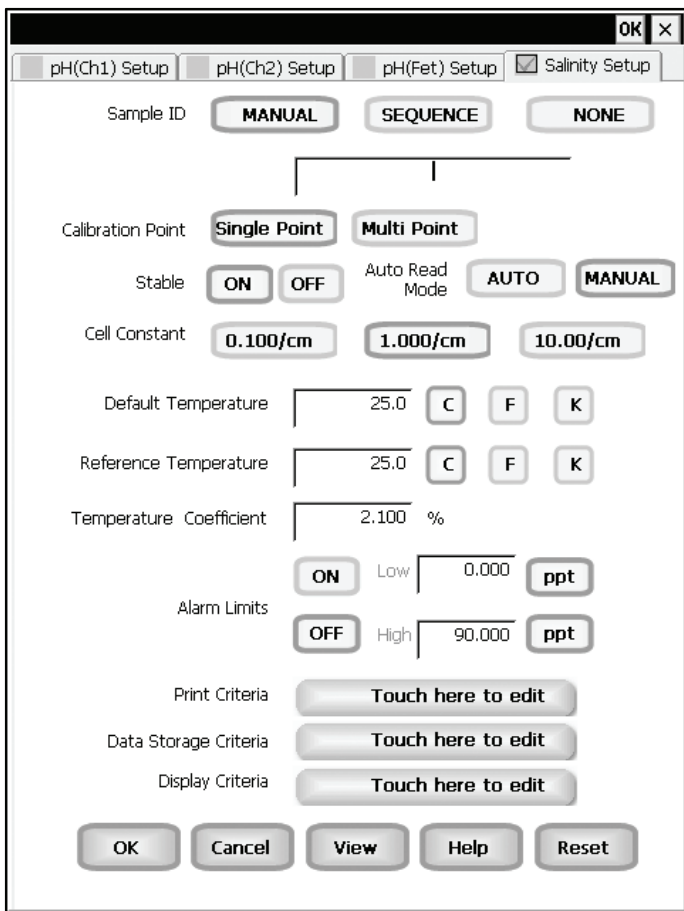 OK ×
pH(Ch1) Setup pH(Ch2) Setup pH(Fet) Setup Salinity Setup
Sample ID MANUAL SEQUENCE NONE
Calibration Point Single Point Multi Point
Stable ON OFF Auto Read Mode AUTO MANUAL
Cell Constant 0.100/cm 1.000/cm 10.00/cm
Default Temperature 25.0 C F K
Reference Temperature 25.0 C F K
Temperature Coefficient 2.100 %
ON Low 0.000 ppt
Alarm Limits
OFF High 90.000 ppt
Print Criteria Touch here to edit
Data Storage Criteria Touch here to edit
Display Criteria Touch here to edit
OK Cancel View Help Reset